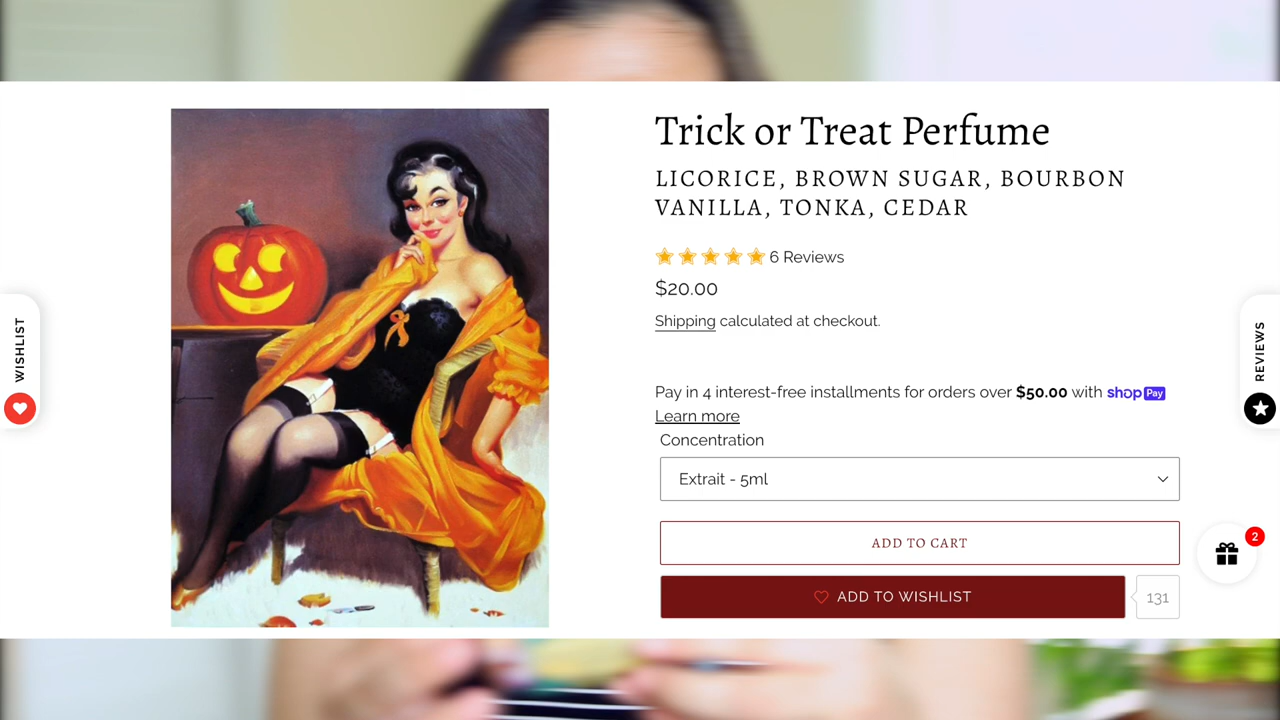 Trick or Treat Perfume
LICORICE, BROWN SUGAR, BOURBON
VANILLA, TONKA, CEDAR
6 Reviews
$20.00
Shipping calculated at checkout.
Pay in 4 interest-free installments for orders over $50.00 with shop Pay
Learn more
Concentration
Extrait - 5ml
ADD TO CART
ADD TO WISHLIST
131
WISHLIST
REVIEWS
2